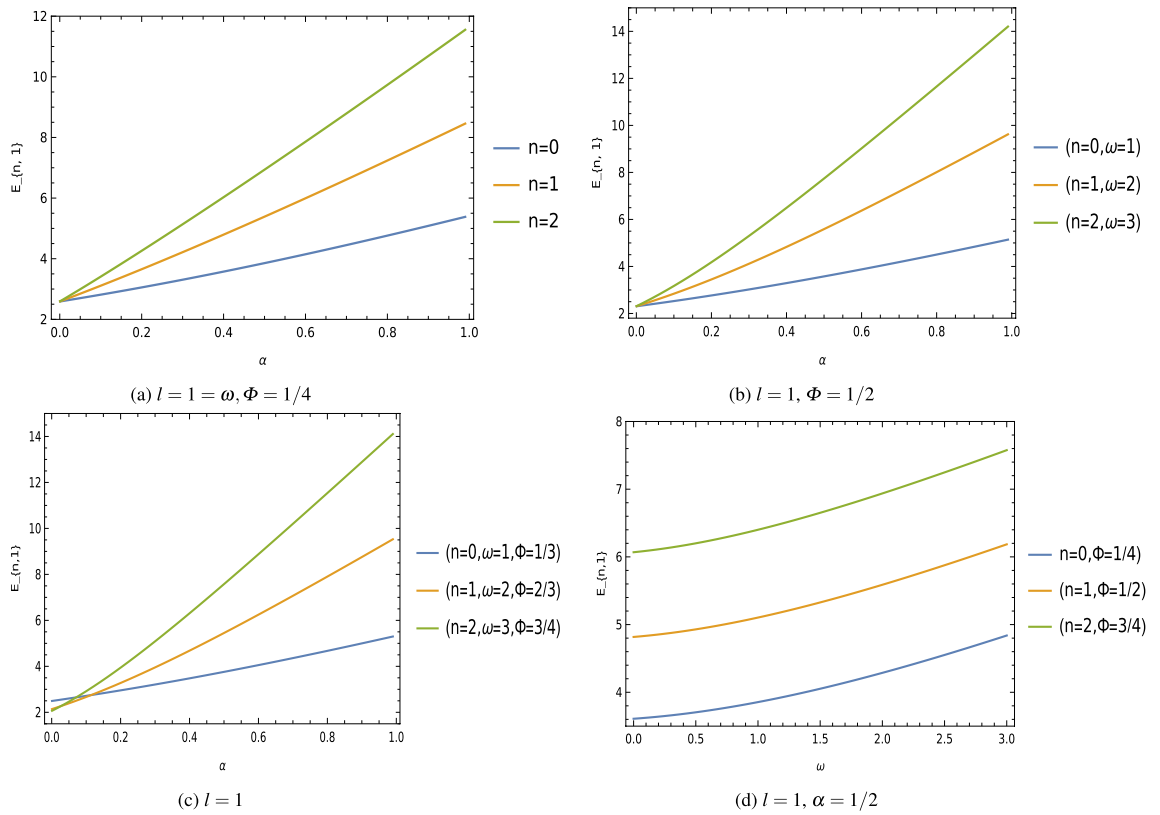 12
10
8
6
4
2
E_{n, 1}
0.0 0.2 0.4 0.6 0.8 1.0
α
n=0
n=1
n=2
(a) l = 1 = ω, Φ = 1/4
14
12
10
8
6
4
2
E_{n, 1}
0.0 0.2 0.4 0.6 0.8 1.0
α
(n=0,ω=1)
(n=1,ω=2)
(n=2,ω=3)
(b) l = 1, Φ = 1/2
14
12
10
8
6
4
2
E_{n,1}
0.0 0.2 0.4 0.6 0.8 1.0
α
(n=0,ω=1,Φ=1/3)
(n=1,ω=2,Φ=2/3)
(n=2,ω=3,Φ=3/4)
(c) l = 1
8
7
6
5
4
E_{n,1}
0.0 0.5 1.0 1.5 2.0 2.5 3.0
ω
n=0,Φ=1/4)
(n=1,Φ=1/2)
(n=2,Φ=3/4)
(d) l = 1, α = 1/2